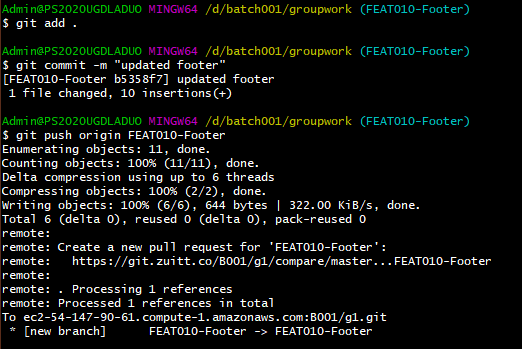 Admin@PS2020UGDLADUO MINGW64 /d/batch001/groupwork (FEAT010-Footer)
$ git add .
Admin@PS2020UGDLADUO MINGW64 /d/batch001/groupwork (FEAT010-Footer)
$ git commit -m "updated footer"
[FEAT010-Footer b5358f7] updated footer
 1 file changed, 10 insertions(+)
Admin@PS2020UGDLADUO MINGW64 /d/batch001/groupwork (FEAT010-Footer)
$ git push origin FEAT010-Footer
Enumerating objects: 11, done.
Counting objects: 100% (11/11), done.
Delta compression using up to 6 threads
Compressing objects: 100% (2/2), done.
Writing objects: 100% (6/6), 644 bytes | 322.00 KiB/s, done.
Total 6 (delta 0), reused 0 (delta 0), pack-reused 0
remote:
remote: Create a new pull request for 'FEAT010-Footer':
remote:   https://git.zuitt.co/B001/g1/compare/master...FEAT010-Footer
remote:
remote: . Processing 1 references
remote: Processed 1 references in total
To ec2-54-147-90-61.compute-1.amazonaws.com:B001/g1.git
 * [new branch]      FEAT010-Footer -> FEAT010-Footer